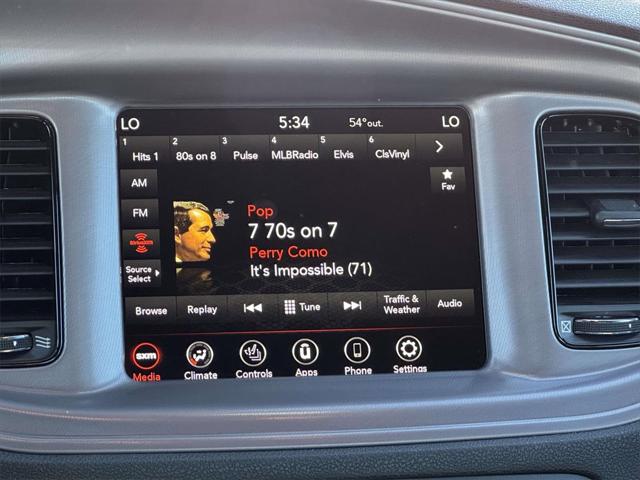 LO 5:34 54°out. LO
1 Hits 1 2 80s on 8 3 Pulse 4 MLBRadio 5 Elvis 6 ClsVinyl
AM
Fav
FM
Pop
7 70s on 7
Perry Como
It's Impossible (71)
Source
Select
Browse Replay Tune Traffic & Weather Audio
sxm
Media Climate Controls Apps Phone Settings